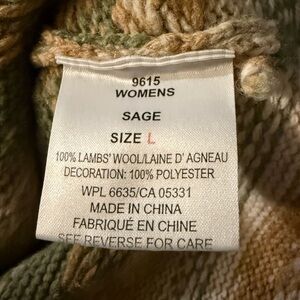 9615
WOMENS
SAGE
SIZE L
100% LAMBS' WOOL/LAINE D' AGNEAU
DECORATION: 100% POLYESTER
WPL 6635/CA 05331
MADE IN CHINA
FABRIQUÉ EN CHINE
SEE REVERSE FOR CARE